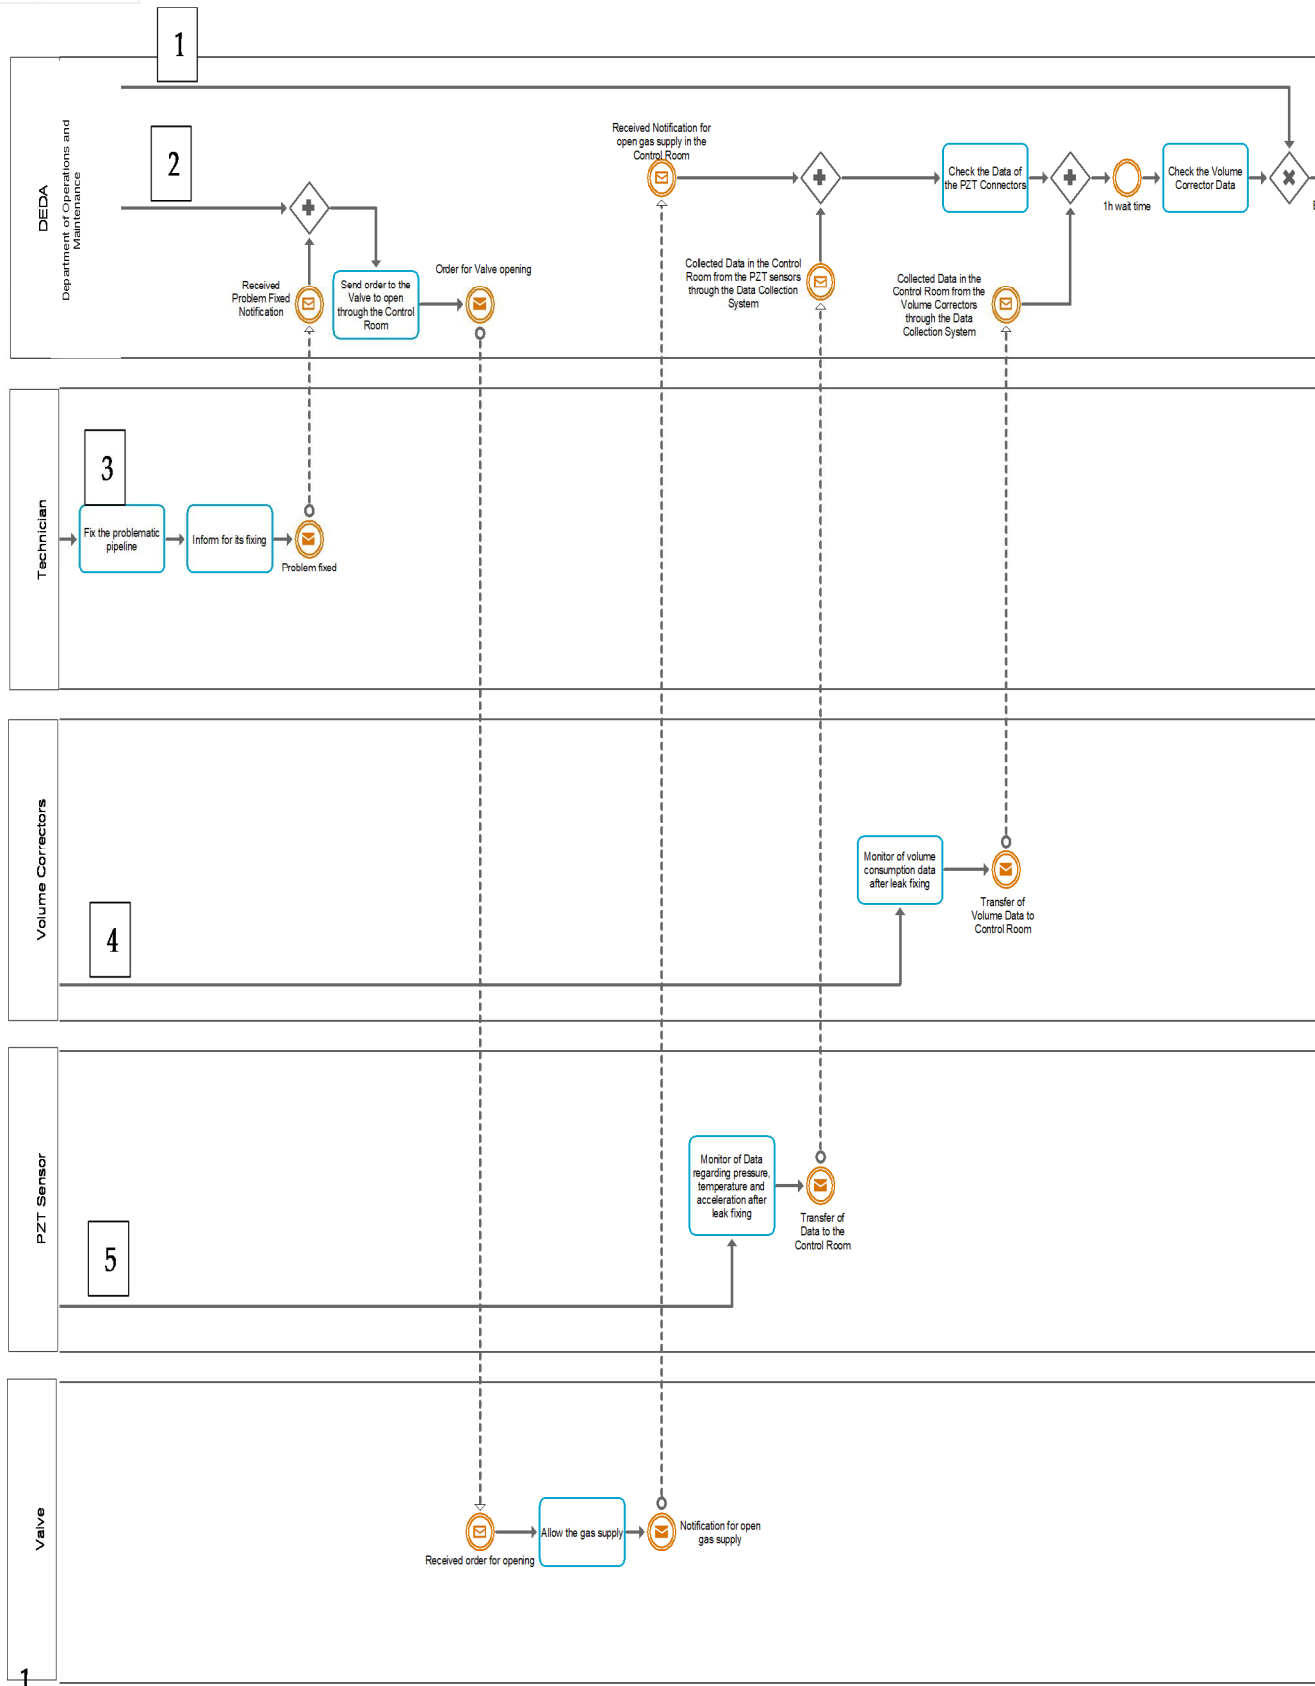 1
DEDA
Department of Operations and
Maintenance
2
Received Notification for
open gas supply in the
Control Room
Check the Data of
the PZT Connectors
1h wait time
Check the Volume
Corrector Data
Received
Problem Fixed
Notification
Send order to the
Valve to open
through the Control
Room
Order for Valve opening
Collected Data in the Control
Room from the PZT sensors
through the Data Collection
System
Collected Data in the
Control Room from the
Volume Correctors
through the Data
Collection System
Technician
3
Fix the problematic
pipeline
Inform for its fixing
Problem fixed
Volume Correctors
4
Monitor of volume
consumption data
after leak fixing
Transfer of
Volume Data to
Control Room
PZT Sensor
5
Monitor of Data
regarding pressure,
temperature and
acceleration after
leak fixing
Transfer of
Data to the
Control Room
Valve
Received order for opening
Allow the gas supply
Notification for open
gas supply
1